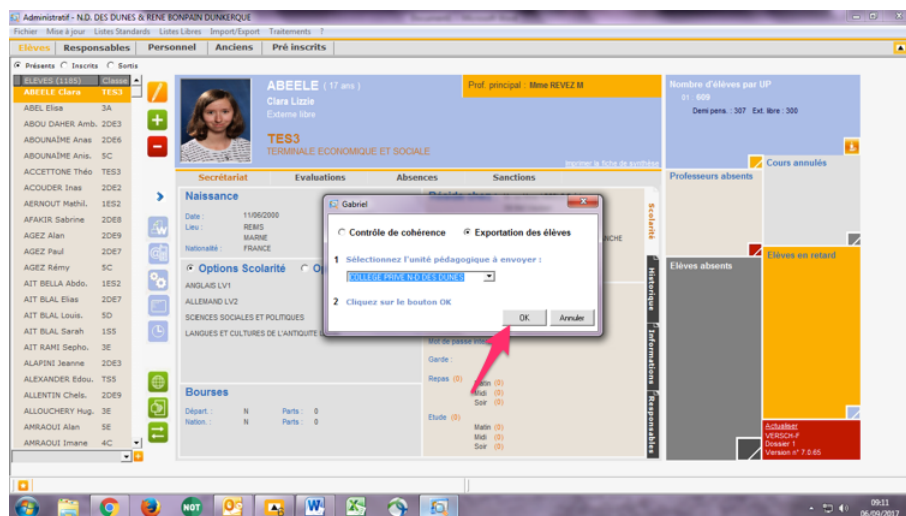 Administratif - N.D. DES DUNES & RENE BONPAIN DUNKERQUE
Fichier Mise à jour Listes Standards Listes Libres Import/Export Traitements ?
Elèves Responsables Personnel Anciens Pré inscrits
Présents Inscrits Sortis
ELEVES (1185) Classe
ABEELE Clara TES3
ABEL Elisa 3A
ABOU DAHER Amb. 2DE3
ABOUNAÏME Anas 2DE6
ABOUNAÏME Anis. 5C
ACCETTONE Théo TES3
ACOUDER Inas 2DE2
AERNOUT Mathil. 1ES2
AFAKIR Sabrine 2DE8
AGEZ Alan 2DE9
AGEZ Paul 2DE7
AGEZ Rémy 5C
AIT BELLA Abdo. 1ES2
AIT BLAL Elias 2DE7
AIT BLAL Louis. 5D
AIT BLAL Sarah 1S5
AIT RAMI Sepho. 3E
ALAPINI Jeanne 2DE3
ALEXANDER Edou. TS5
ALLENTIN Chels. 2DE9
ALLOUCHERY Hug. 3E
AMRAOUI Alan 5E
AMRAOUI Imane 4C
ABEELE ( 17 ans )
Clara Lizzie
Externe libre
TES3
TERMINALE ECONOMIQUE ET SOCIALE
Prof. principal : Mme REVEZ M
Imprimer la fiche de synthèse
Secrétariat Evaluations Absences Sanctions
Naissance
Date : 11/06/2000
Lieu : REIMS
MARNE
Nationalité : FRANCE
Options Scolarité
ANGLAIS LV1
ALLEMAND LV2
SCIENCES SOCIALES ET POLITIQUES
LANGUES ET CULTURES DE L'ANTIQUITE
Bourses
Départ. : N Parts : 0
Nation. : N Parts : 0
Gabriel
Contrôle de cohérence Exportation des élèves
1 Sélectionnez l'unité pédagogique à envoyer :
COLLEGE PRIVE N-D DES DUNES
2 Cliquez sur le bouton OK
OK Annuler
Mot de passe
Garde :
Repas (0)
Matin (0)
Midi (0)
Soir (0)
Etude (0)
Matin (0)
Midi (0)
Soir (0)
Scolarité
Historique
Informations
Responsables
Nombre d'élèves par UP
01 : 609
Demi pens. : 307 Ext. libre : 300
Professeurs absents
Cours annulés
Elèves absents
Elèves en retard
Actualiser
VERSCH-F
Dossier 1
Version n° 7.0.65
09:11
06/09/2017